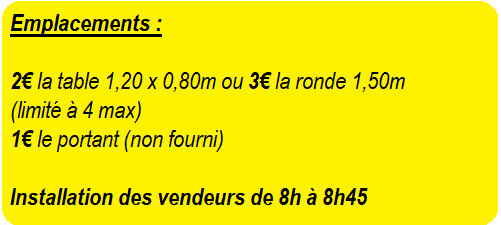 Emplacements :
2€ la table 1,20 x 0,80m ou 3€ la ronde 1,50m
(limité à 4 max)
1€ le portant (non fourni)
Installation des vendeurs de 8h à 8h45